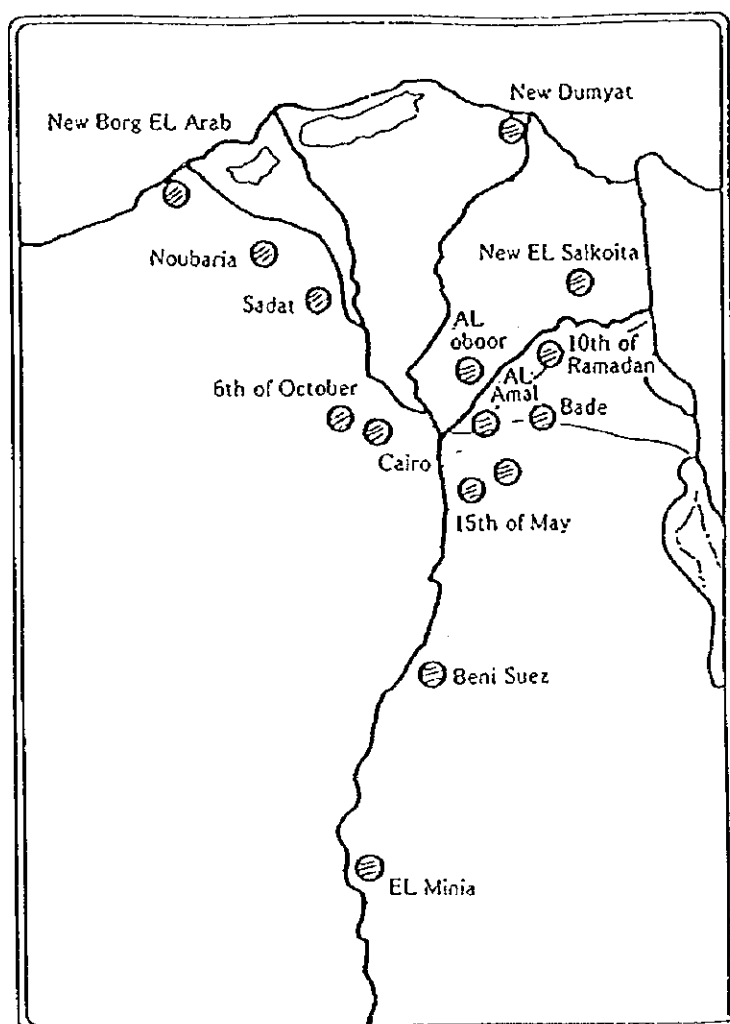 New Dumyat
New Borg EL Arab
Noubaria
New EL Salkoita
Sadat
AL
oboor
10th of
Ramadan
6th of October
AL
Amal
Bade
Cairo
15th of May
Beni Suez
EL Minia